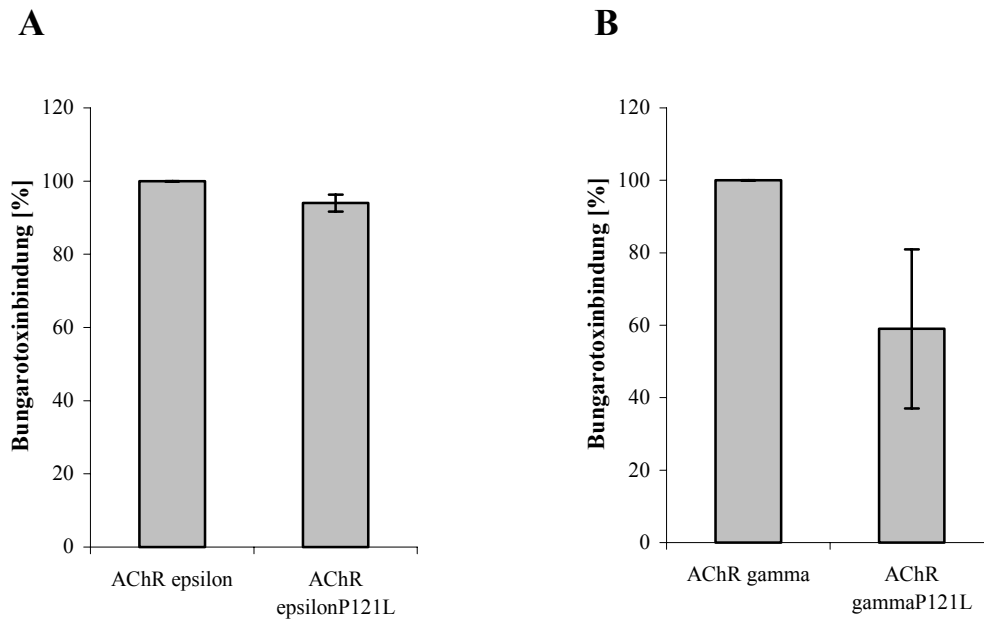 A
Bungarotoxinbindung [%]
120
100
80
60
40
20
0
AChR epsilon
AChR
epsilonP121L
B
Bungarotoxinbindung [%]
120
100
80
60
40
20
0
AChR gamma
AChR
gammaP121L